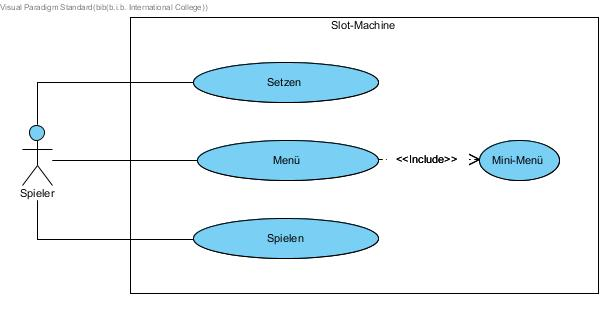 Visual Paradigm Standard(bib(b.i.b. International College))
Slot-Machine
Setzen
Menü
<<Include>>
Mini-Menü
Spieler
Spielen